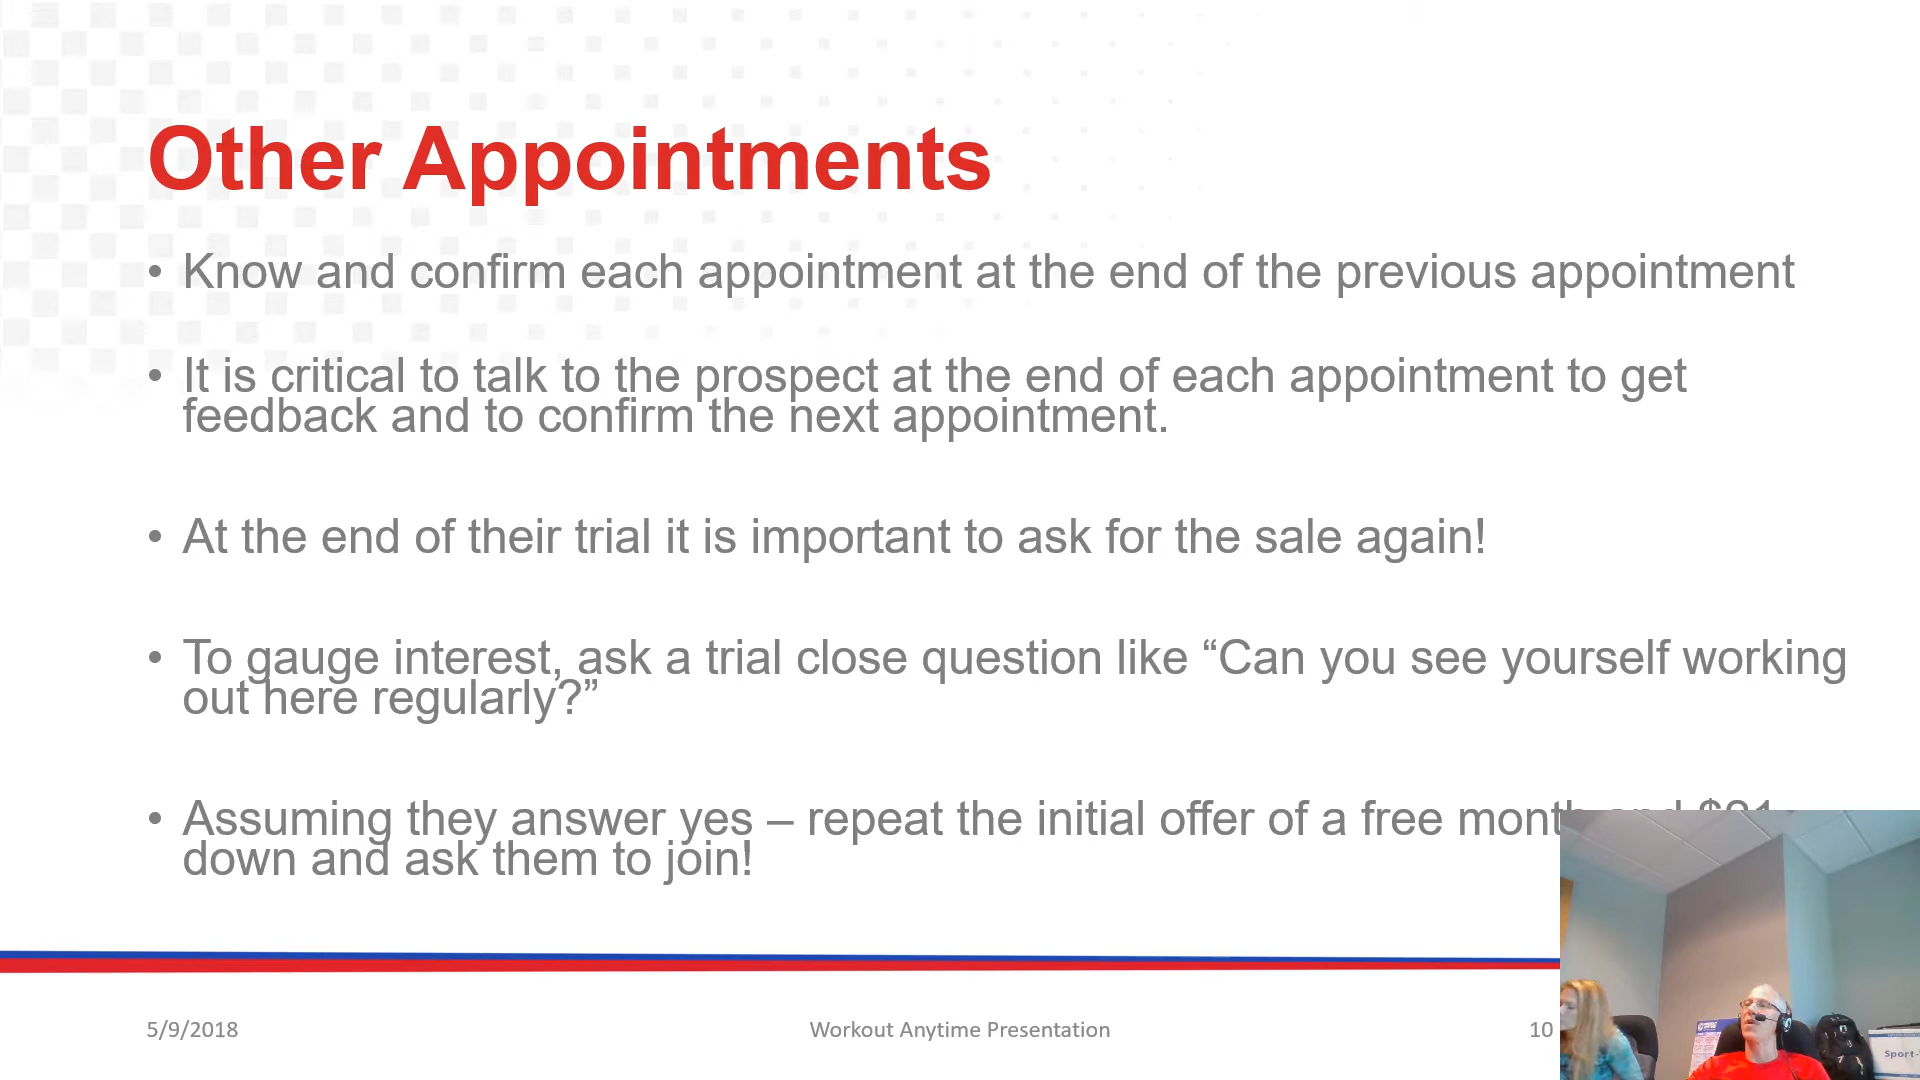 Other Appointments
• Know and confirm each appointment at the end of the previous appointment
• It is critical to talk to the prospect at the end of each appointment to get
feedback and to confirm the next appointment.
• At the end of their trial it is important to ask for the sale again!
• To gauge interest, ask a trial close question like “Can you see yourself working
out here regularly?”
• Assuming they answer yes – repeat the initial offer of a free month and
down and ask them to join!
5/9/2018
Workout Anytime Presentation
10
Sport-